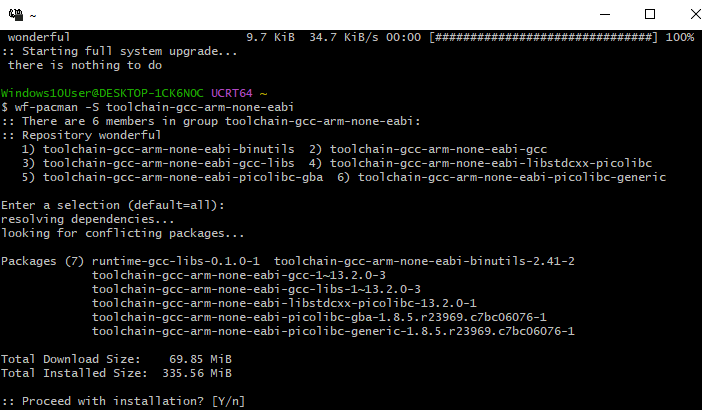 ~
wonderful 9.7 KiB 34.7 KiB/s 00:00 [###############################] 100%
:: Starting full system upgrade...
there is nothing to do
Windows10User@DESKTOP-1CK6NOC UCRT64 ~
$ wf-pacman -S toolchain-gcc-arm-none-eabi
:: There are 6 members in group toolchain-gcc-arm-none-eabi:
:: Repository wonderful
1) toolchain-gcc-arm-none-eabi-binutils 2) toolchain-gcc-arm-none-eabi-gcc
3) toolchain-gcc-arm-none-eabi-gcc-libs 4) toolchain-gcc-arm-none-eabi-libstdcxx-picolibc
5) toolchain-gcc-arm-none-eabi-picolibc-gba 6) toolchain-gcc-arm-none-eabi-picolibc-generic
Enter a selection (default=all):
resolving dependencies...
looking for conflicting packages...
Packages (7) runtime-gcc-libs-0.1.0-1 toolchain-gcc-arm-none-eabi-binutils-2.41-2
toolchain-gcc-arm-none-eabi-gcc-1~13.2.0-3
toolchain-gcc-arm-none-eabi-gcc-libs-1~13.2.0-3
toolchain-gcc-arm-none-eabi-libstdcxx-picolibc-13.2.0-1
toolchain-gcc-arm-none-eabi-picolibc-gba-1.8.5.r23969.c7bc06076-1
toolchain-gcc-arm-none-eabi-picolibc-generic-1.8.5.r23969.c7bc06076-1
Total Download Size: 69.85 MiB
Total Installed Size: 335.56 MiB
:: Proceed with installation? [Y/n]